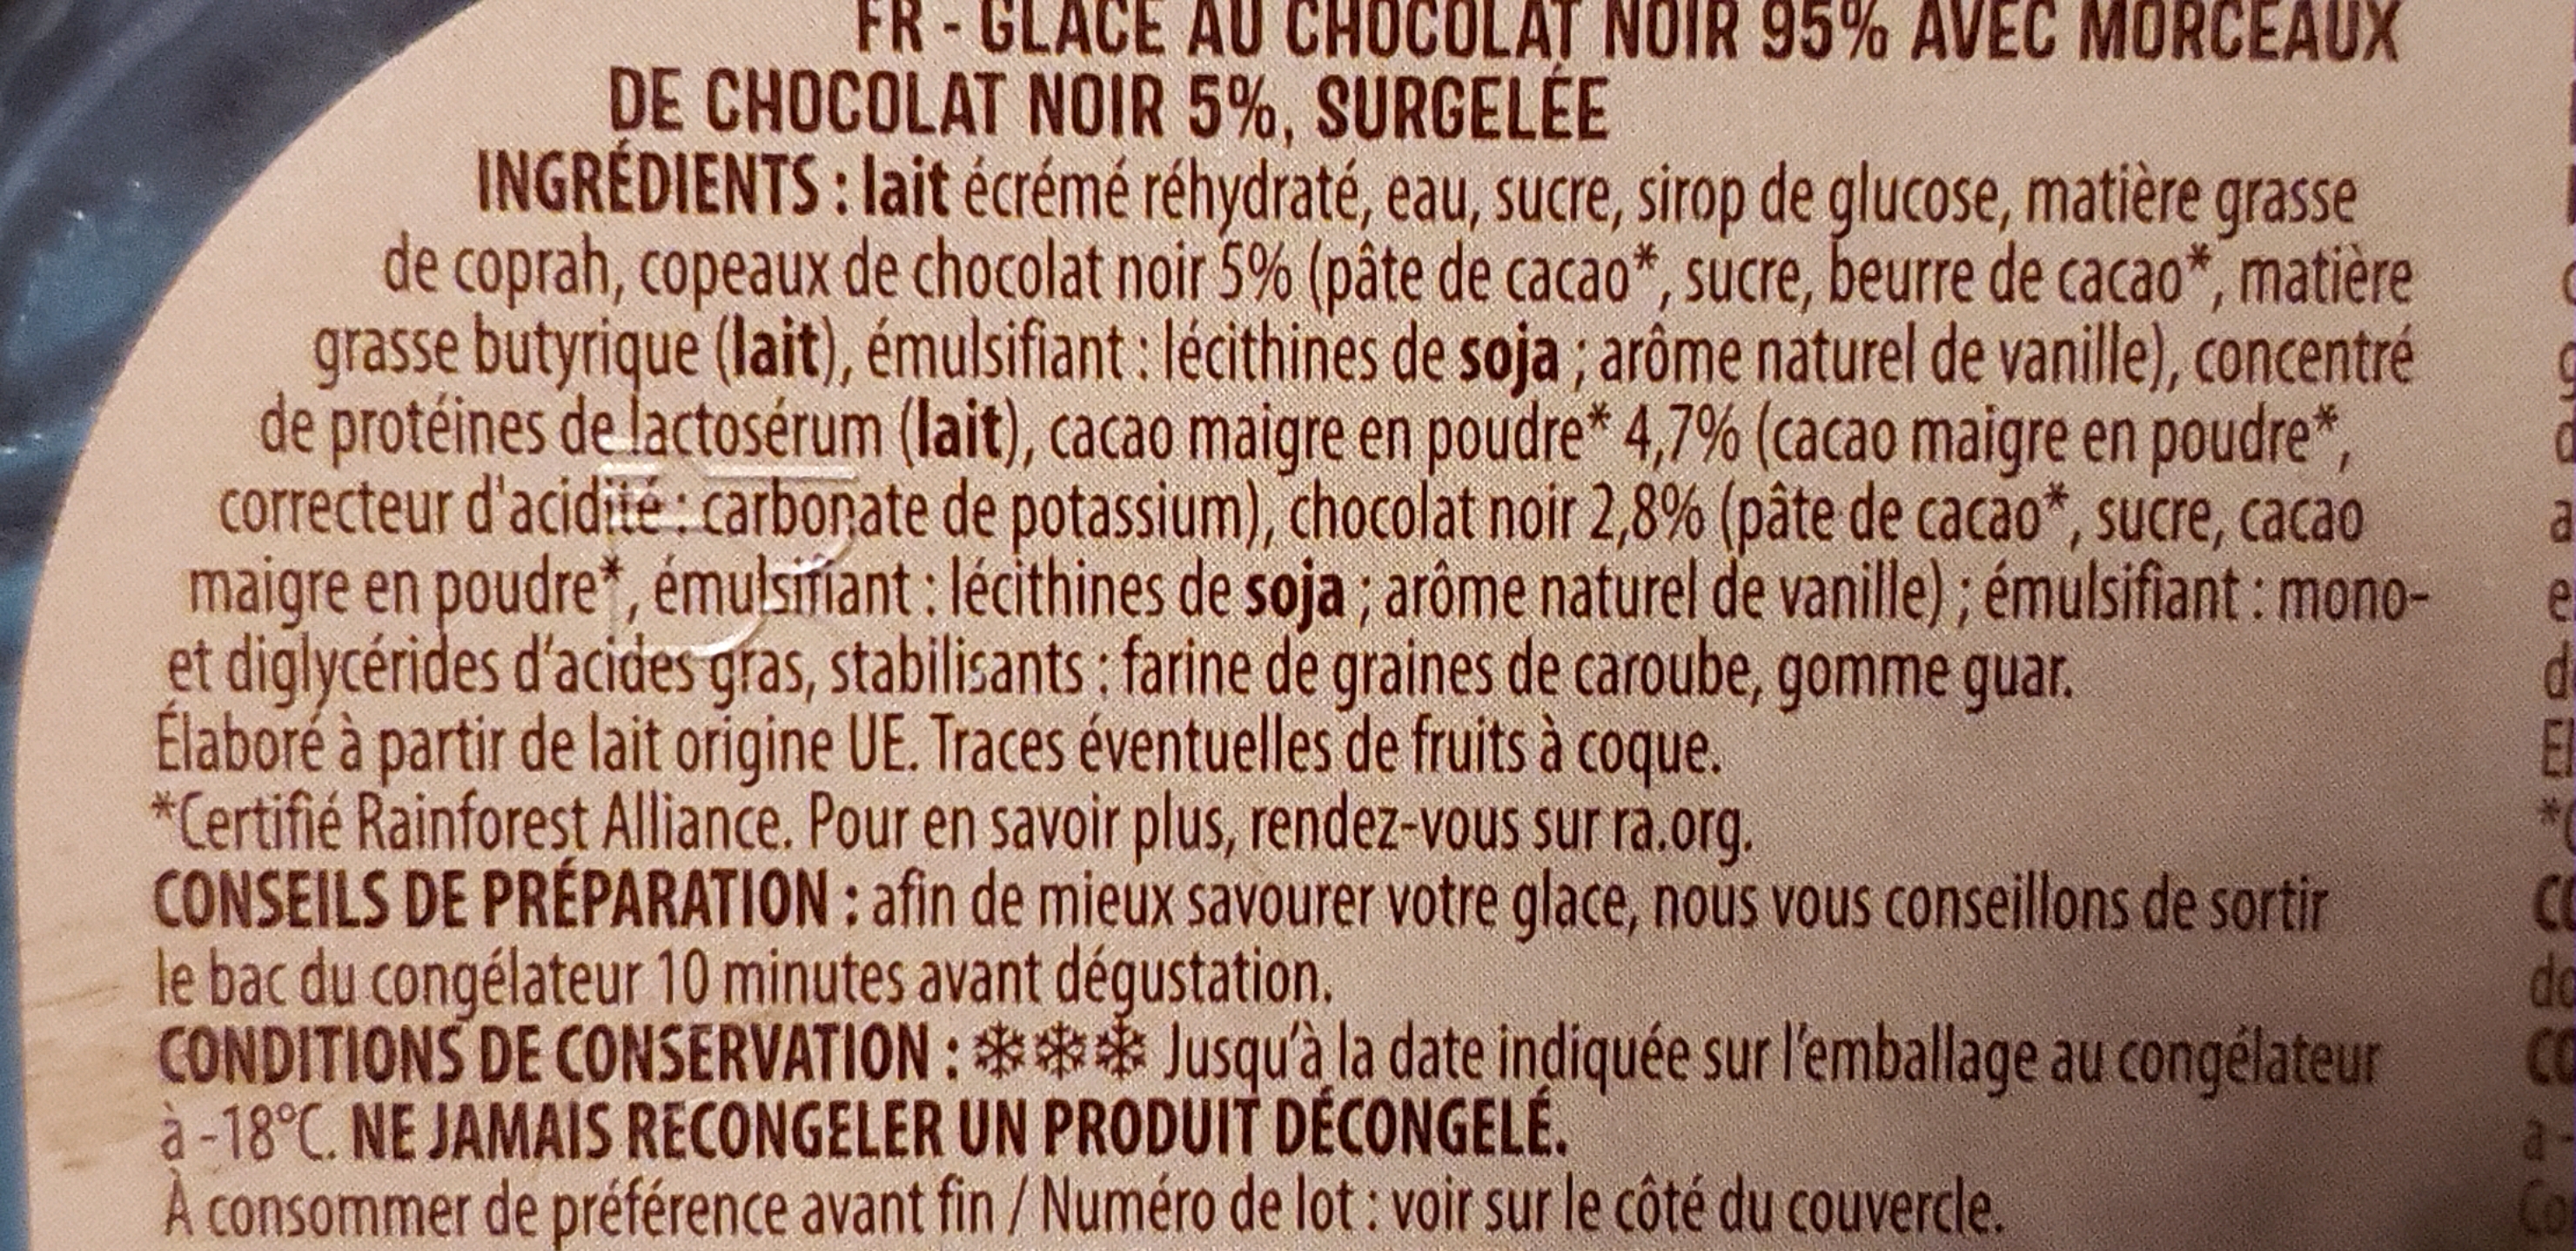 FR - GLACE AU CHOCOLAT NOIR 95% AVEC MORCEAUX
DE CHOCOLAT NOIR 5%, SURGELÉE
INGRÉDIENTS : lait écrémé réhydraté, eau, sucre, sirop de glucose, matière grasse
de coprah, copeaux de chocolat noir 5% (pâte de cacao*, sucre, beurre de cacao*, matière
grasse butyrique (lait), émulsifiant : lécithines de soja ; arôme naturel de vanille), concentré
de protéines de lactosérum (lait), cacao maigre en poudre* 4,7% (cacao maigre en poudre*,
correcteur d'acidité : carbonate de potassium), chocolat noir 2,8% (pâte de cacao*, sucre, cacao
maigre en poudre*, émulsifiant : lécithines de soja ; arôme naturel de vanille) ; émulsifiant : mono-
et diglycérides d'acides gras, stabilisants : farine de graines de caroube, gomme guar.
Élaboré à partir de lait origine UE. Traces éventuelles de fruits à coque.
*Certifié Rainforest Alliance. Pour en savoir plus, rendez-vous sur ra.org.
CONSEILS DE PRÉPARATION : afin de mieux savourer votre glace, nous vous conseillons de sortir
le bac du congélateur 10 minutes avant dégustation.
CONDITIONS DE CONSERVATION : ✻✻✻ Jusqu'à la date indiquée sur l'emballage au congélateur
à -18°C. NE JAMAIS RECONGELER UN PRODUIT DÉCONGELÉ.
À consommer de préférence avant fin / Numéro de lot : voir sur le côté du couvercle.